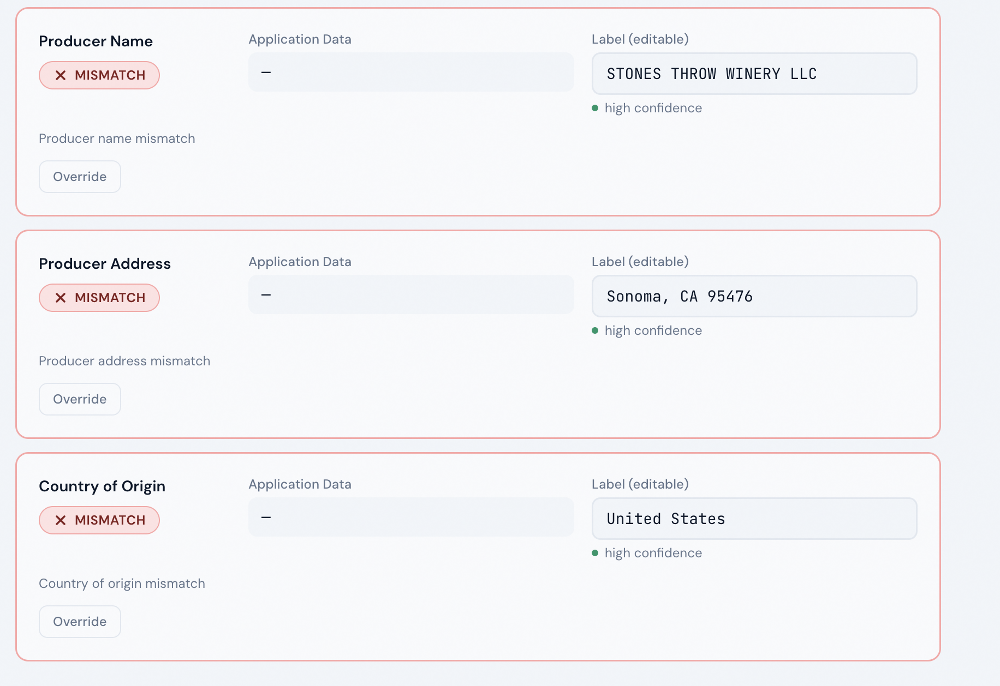 Producer Name
✕ MISMATCH
Application Data
—
Label (editable)
STONES THROW WINERY LLC
high confidence
Producer name mismatch
Override
Producer Address
✕ MISMATCH
Application Data
—
Label (editable)
Sonoma, CA 95476
high confidence
Producer address mismatch
Override
Country of Origin
✕ MISMATCH
Application Data
—
Label (editable)
United States
high confidence
Country of origin mismatch
Override